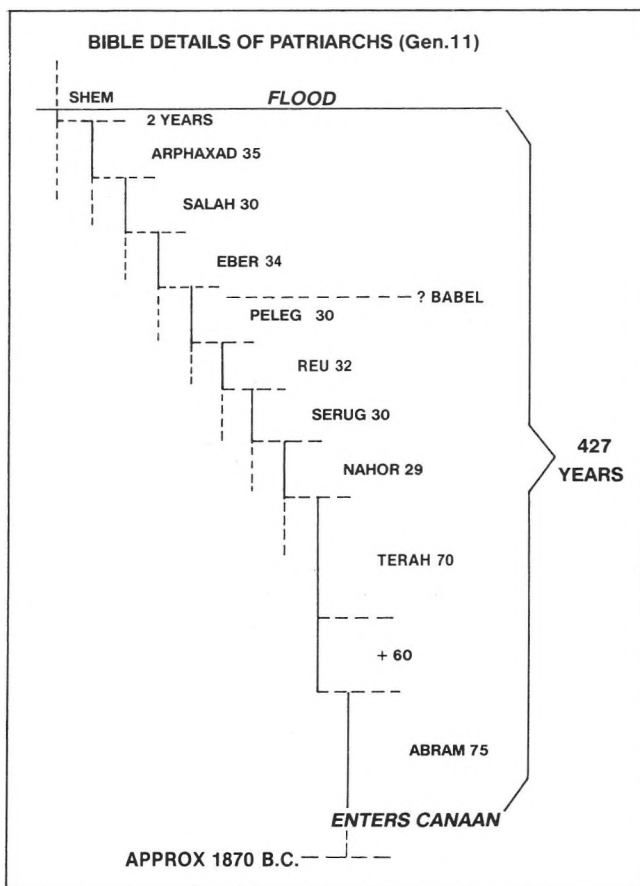 BIBLE DETAILS OF PATRIARCHS (Gen.11)
SHEM
FLOOD
2 YEARS
ARPHAXAD 35
SALAH 30
EBER 34
? BABEL
PELEG 30
REU 32
SERUG 30
NAHOR 29
427
YEARS
TERAH 70
+ 60
ABRAM 75
ENTERS CANAAN
APPROX 1870 B.C.